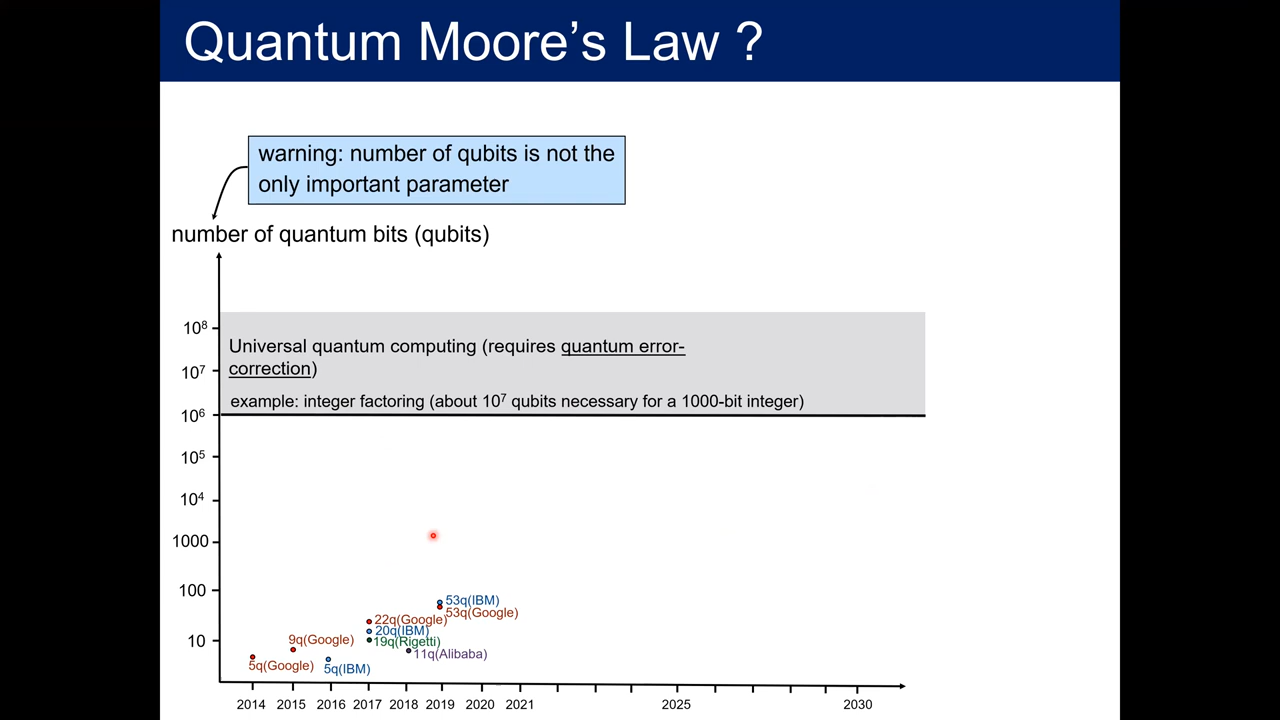 Quantum Moore’s Law ?
warning: number of qubits is not the
only important parameter
number of quantum bits (qubits)
10⁸
Universal quantum computing (requires quantum error-
correction)
10⁷
example: integer factoring (about 10⁷ qubits necessary for a 1000-bit integer)
10⁶
10⁵
10⁴
1000
100
53q(IBM)
53q(Google)
22q(Google)
20q(IBM)
10
9q(Google)
19q(Rigetti)
11q(Alibaba)
5q(Google)
5q(IBM)
2014 2015 2016 2017 2018 2019 2020 2021 2025 2030